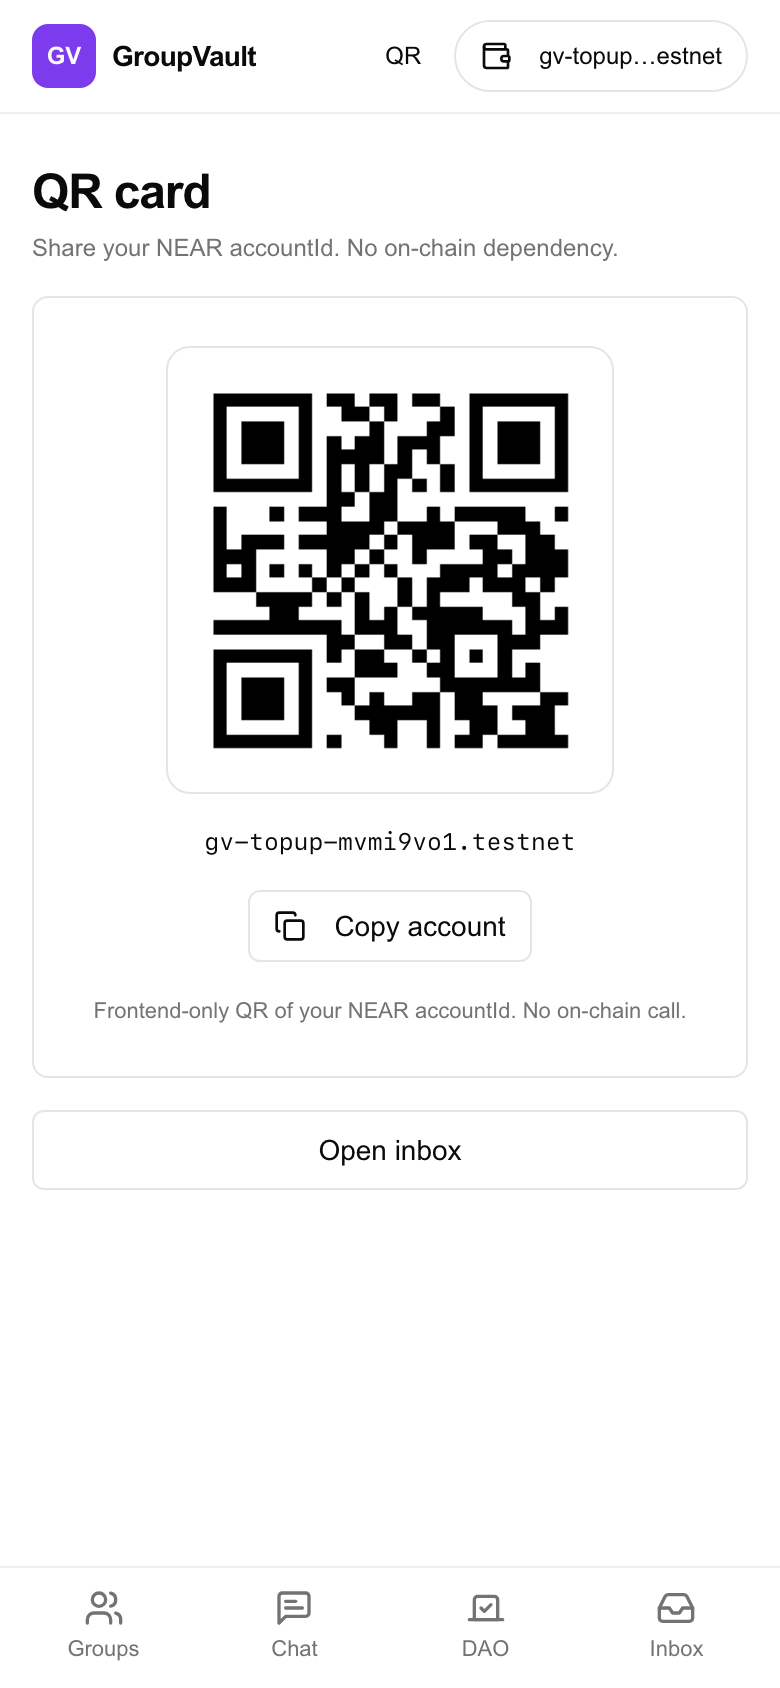 GV GroupVault QR gv-topup…estnet
QR card
Share your NEAR accountId. No on-chain dependency.
gv-topup-mvmi9vo1.testnet
Copy account
Frontend-only QR of your NEAR accountId. No on-chain call.
Open inbox
Groups Chat DAO Inbox